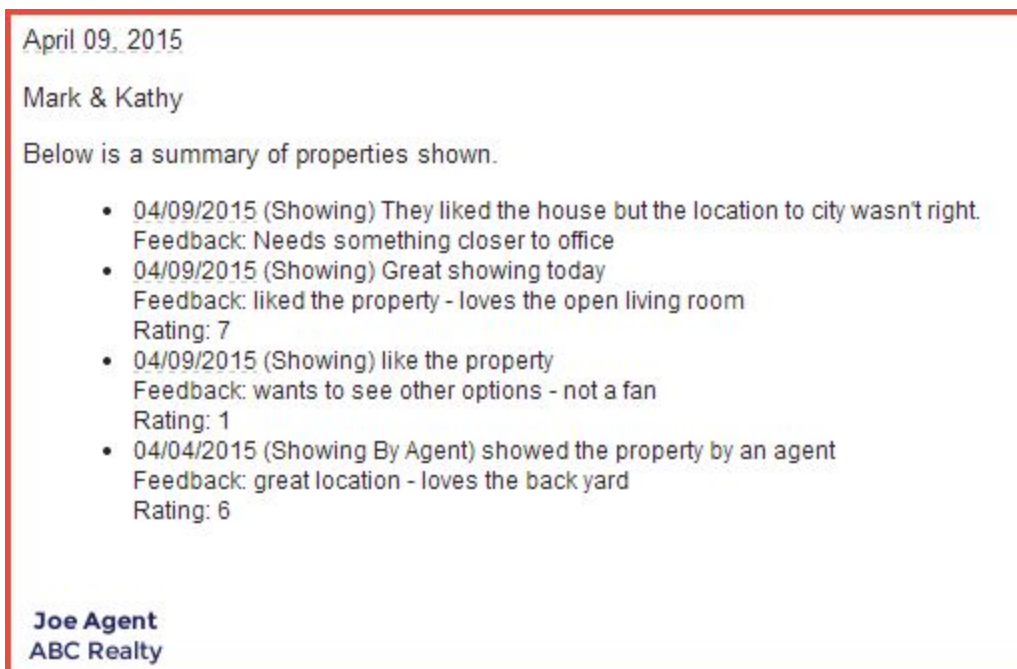 April 09, 2015
Mark & Kathy
Below is a summary of properties shown.
• 04/09/2015 (Showing) They liked the house but the location to city wasn't right.
Feedback: Needs something closer to office
• 04/09/2015 (Showing) Great showing today
Feedback: liked the property - loves the open living room
Rating: 7
• 04/09/2015 (Showing) like the property
Feedback: wants to see other options - not a fan
Rating: 1
• 04/04/2015 (Showing By Agent) showed the property by an agent
Feedback: great location - loves the back yard
Rating: 6
Joe Agent
ABC Realty